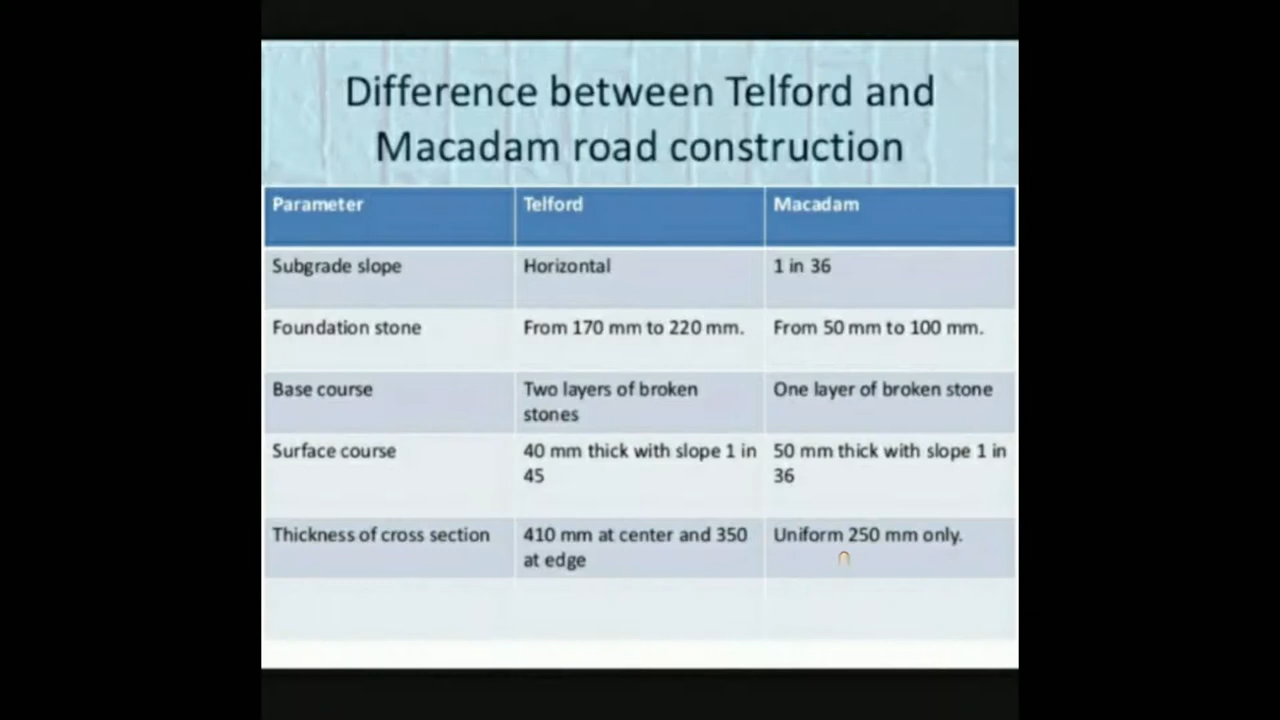 Difference between Telford and
Macadam road construction
Parameter Telford Macadam
Subgrade slope Horizontal 1 in 36
Foundation stone From 170 mm to 220 mm. From 50 mm to 100 mm.
Base course Two layers of broken stones One layer of broken stone
Surface course 40 mm thick with slope 1 in 45 50 mm thick with slope 1 in 36
Thickness of cross section 410 mm at center and 350 at edge Uniform 250 mm only.